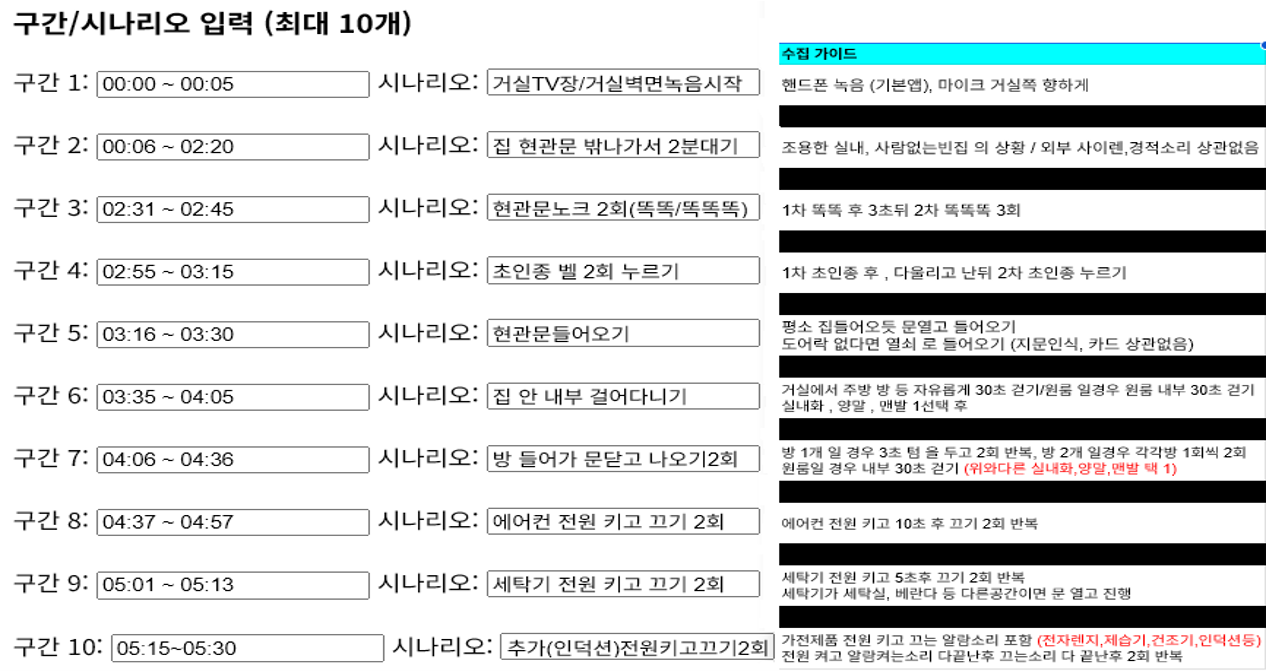 구간/시나리오 입력 (최대 10개)
수집 가이드
구간 1: 00:00 ~ 00:05 시나리오: 거실TV장/거실벽면녹음시작
핸드폰 녹음 (기본앱), 마이크 거실쪽 향하게
구간 2: 00:06 ~ 02:20 시나리오: 집 현관문 밖나가서 2분대기
조용한 실내, 사람없는빈집 의 상황 / 외부 사이렌,경적소리 상관없음
구간 3: 02:31 ~ 02:45 시나리오: 현관문노크 2회(똑똑/똑똑똑)
1차 똑똑 후 3초뒤 2차 똑똑똑 3회
구간 4: 02:55 ~ 03:15 시나리오: 초인종 벨 2회 누르기
1차 초인종 후 , 다울리고 난뒤 2차 초인종 누르기
구간 5: 03:16 ~ 03:30 시나리오: 현관문들어오기
평소 집들어오듯 문열고 들어오기
도어락 없다면 열쇠 로 들어오기 (지문인식, 카드 상관없음)
구간 6: 03:35 ~ 04:05 시나리오: 집 안 내부 걸어다니기
거실에서 주방 방 등 자유롭게 30초 걷기/원룸 일경우 원룸 내부 30초 걷기
실내화 , 양말 , 맨발 1선택 후
구간 7: 04:06 ~ 04:36 시나리오: 방 들어가 문닫고 나오기2회
방 1개 일 경우 3초 텀 을 두고 2회 반복, 방 2개 일경우 각각방 1회씩 2회
원룸일 경우 내부 30초 걷기 (위와다른 실내화,양말,맨발 택 1)
구간 8: 04:37 ~ 04:57 시나리오: 에어컨 전원 키고 끄기 2회
에어컨 전원 키고 10초 후 끄기 2회 반복
구간 9: 05:01 ~ 05:13 시나리오: 세탁기 전원 키고 끄기 2회
세탁기 전원 키고 5초후 끄기 2회 반복
세탁기가 세탁실, 베란다 등 다른공간이면 문 열고 진행
구간 10: 05:15~05:30 시나리오: 추가(인덕션)전원키고끄기2회
가전제품 전원 키고 끄는 알람소리 포함 (전자렌지,제습기,건조기,인덕션등)
전원 켜고 알람켜는소리 다끝난후 끄는소리 다 끝난후 2회 반복